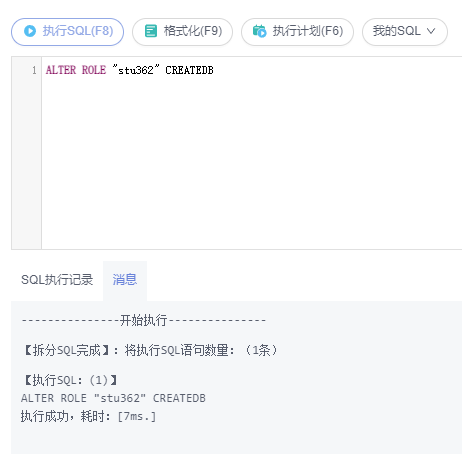 执行SQL(F8) 格式化(F9) 执行计划(F6) 我的SQL
1 ALTER ROLE "stu362" CREATEDB
SQL执行记录 消息
---------------开始执行---------------
【拆分SQL完成】：将执行SQL语句数量：（1条）
【执行SQL：(1)】
ALTER ROLE "stu362" CREATEDB
执行成功，耗时：[7ms.]